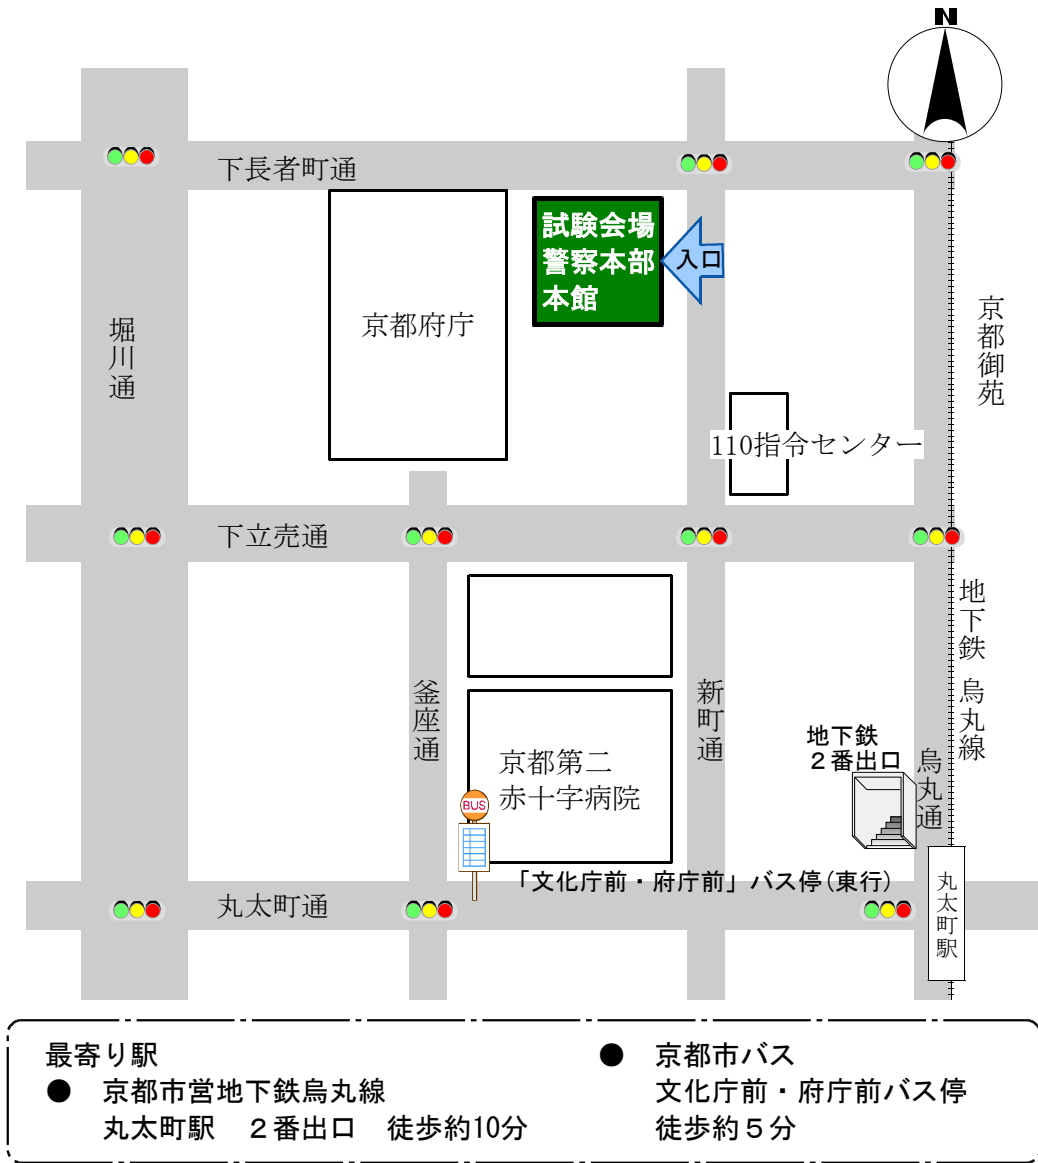 N
下長者町通
試験会場
警察本部
本館
入口
京都府庁
堀川通
京都御苑
110指令センター
下立売通
地下鉄 烏丸線
釜座通
新町通
京都第二
赤十字病院
地下鉄
２番出口
烏丸通
BUS
「文化庁前・府庁前」バス停(東行)
丸太町通
丸太町駅
最寄り駅
● 京都市営地下鉄烏丸線
丸太町駅　２番出口　徒歩約10分
● 京都市バス
文化庁前・府庁前バス停
徒歩約５分